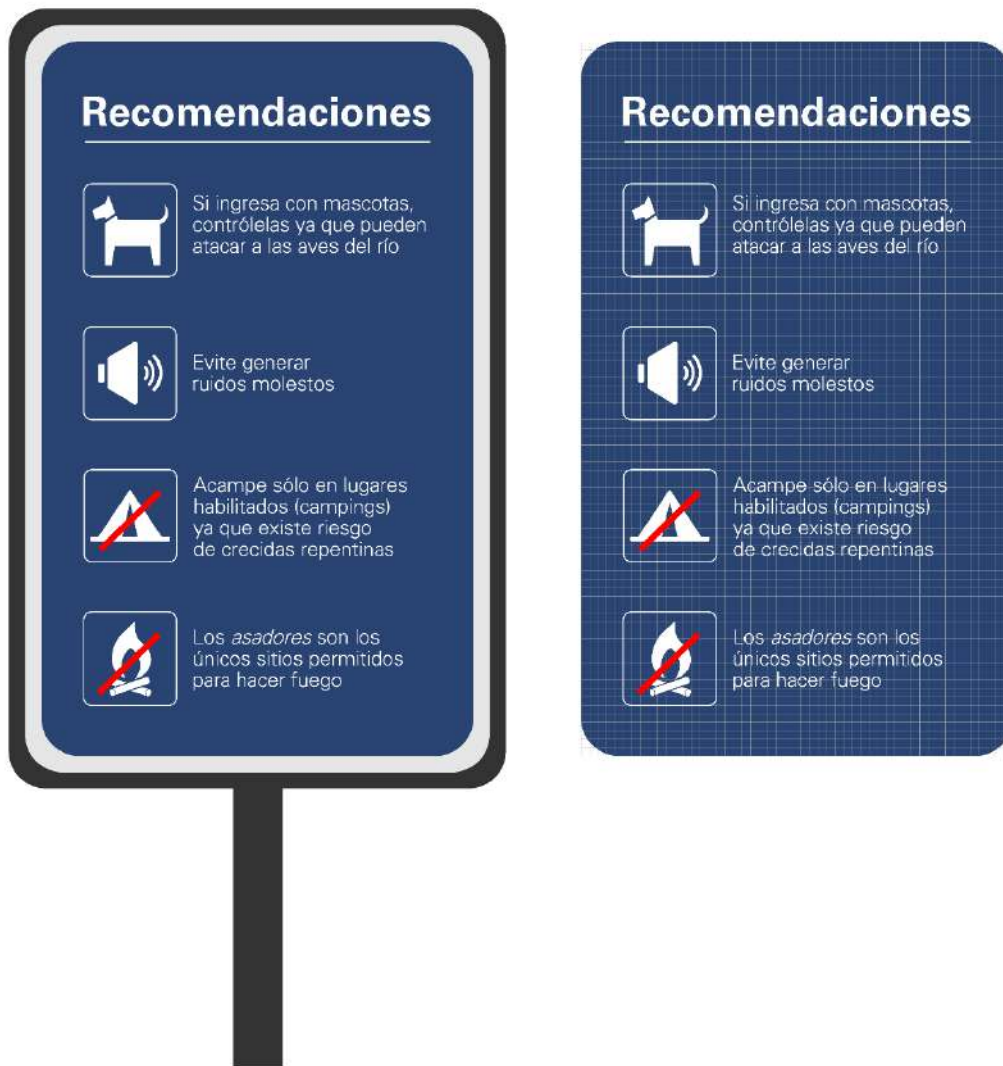 Recomendaciones
Si ingresa con mascotas,
contrólelas ya que pueden
atacar a las aves del río
Evite generar
ruidos molestos
Acampe sólo en lugares
habilitados (campings)
ya que existe riesgo
de crecidas repentinas
Los asadores son los
únicos sitios permitidos
para hacer fuego
Recomendaciones
Si ingresa con mascotas,
contrólelas ya que pueden
atacar a las aves del río
Evite generar
ruidos molestos
Acampe sólo en lugares
habilitados (campings)
ya que existe riesgo
de crecidas repentinas
Los asadores son los
únicos sitios permitidos
para hacer fuego